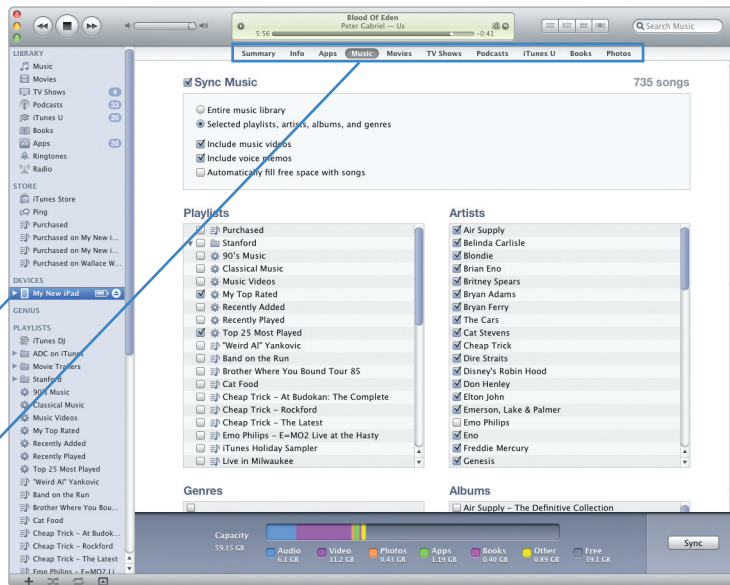 Blood Of Eden
Peter Gabriel — Us
5:56
-0:41
Search Music
Summary Info Apps Music Movies TV Shows Podcasts iTunes U Books Photos
LIBRARY
Music
Movies
TV Shows 4
Podcasts 33
iTunes U 20
Books
Apps 38
Ringtones
Radio
STORE
iTunes Store
Ping
Purchased
Purchased on My New i...
Purchased on My New i...
Purchased on Wallace W...
DEVICES
My New iPad
GENIUS
PLAYLISTS
iTunes DJ
ADC on iTunes
Movie Trailers
Stanford
90's Music
Classical Music
Music Videos
My Top Rated
Recently Added
Recently Played
Top 25 Most Played
"Weird Al" Yankovic
Band on the Run
Brother Where You Bou...
Cat Food
Cheap Trick – At Budok...
Cheap Trick – Rockford
Cheap Trick – The Latest
Emo Philips – E=MO2 Li
Sync Music
735 songs
Entire music library
Selected playlists, artists, albums, and genres
Include music videos
Include voice memos
Automatically fill free space with songs
Playlists
Purchased
Stanford
90's Music
Classical Music
Music Videos
My Top Rated
Recently Added
Recently Played
Top 25 Most Played
"Weird Al" Yankovic
Band on the Run
Brother Where You Bound Tour 85
Cat Food
Cheap Trick – At Budokan: The Complete
Cheap Trick – Rockford
Cheap Trick – The Latest
Emo Philips – E=MO2 Live at the Hasty
iTunes Holiday Sampler
Live in Milwaukee
Artists
Air Supply
Belinda Carlisle
Blondie
Brian Eno
Britney Spears
Bryan Adams
Bryan Ferry
The Cars
Cat Stevens
Cheap Trick
Dire Straits
Disney's Robin Hood
Don Henley
Elton John
Emerson, Lake & Palmer
Emo Philips
Eno
Freddie Mercury
Genesis
Genres
Albums
Air Supply – The Definitive Collection
Capacity
59.15 GB
Audio
6.1 GB
Video
11.2 GB
Photos
0.43 GB
Apps
1.19 GB
Books
0.40 GB
Other
0.89 GB
Free
39.1 GB
Sync